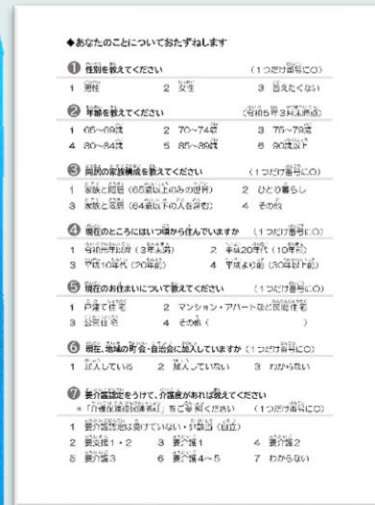 ◆あなたのことについておたずねします
❶ 性別を教えてください （1つだけ番号に○）
1 男性 2 女性 3 答えたくない
❷ 年齢を教えてください （令和5年3月末時点）
1 65～69歳 2 70～74歳 3 75～79歳
4 80～84歳 5 85～89歳 6 90歳以上
❸ 同居の家族構成を教えてください （1つだけ番号に○）
1 家族と同居（65歳以上のみの世帯） 2 ひとり暮らし
3 家族と同居（64歳以下の人を含む） 4 その他
❹ 現在のところにはいつ頃から住んでいますか （1つだけ番号に○）
1 令和元年以降（3年未満） 2 平成20年代（10年前）
3 平成10年代（20年前） 4 平成より前（30年以上前）
❺ 現在のお住まいについて教えてください （1つだけ番号に○）
1 戸建て住宅 2 マンション・アパートなど民間住宅
3 公営住宅 4 その他（ ）
❻ 現在、地域の町会・自治会に加入していますか （1つだけ番号に○）
1 加入している 2 加入していない 3 わからない
❼ 要介護認定をうけて、介護度があれば教えてください
＊「介護保険被保険者証」をご参照ください （1つだけ番号に○）
1 要介護認定は受けていない・非該当（自立）
2 要支援1・2 3 要介護1 4 要介護2
5 要介護3 6 要介護4～5 7 わからない